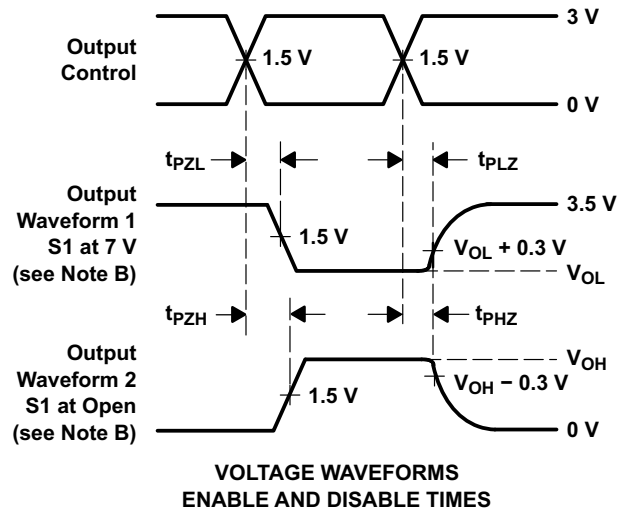 3 V
Output
Control
1.5 V
1.5 V
0 V
tPZL
tPLZ
Output
Waveform 1
S1 at 7 V
(see Note B)
3.5 V
1.5 V
VOL + 0.3 V
VOL
tPZH
tPHZ
Output
Waveform 2
S1 at Open
(see Note B)
VOH
1.5 V
VOH − 0.3 V
0 V
VOLTAGE WAVEFORMS
ENABLE AND DISABLE TIMES